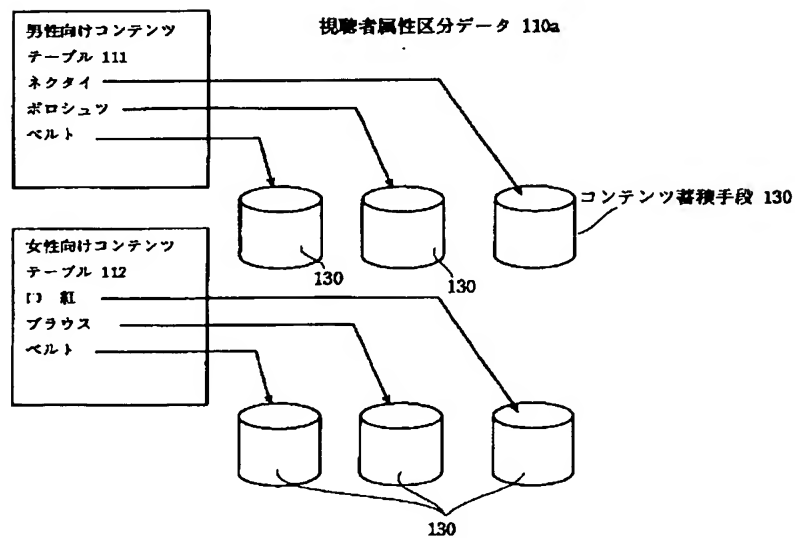 視聴者属性区分データ 110a
男性向けコンテンツ
テーブル 111
ネクタイ
ポロシュツ
ベルト
コンテンツ蓄積手段 130
130
130
女性向けコンテンツ
テーブル 112
口 紅
ブラウス
ベルト
130